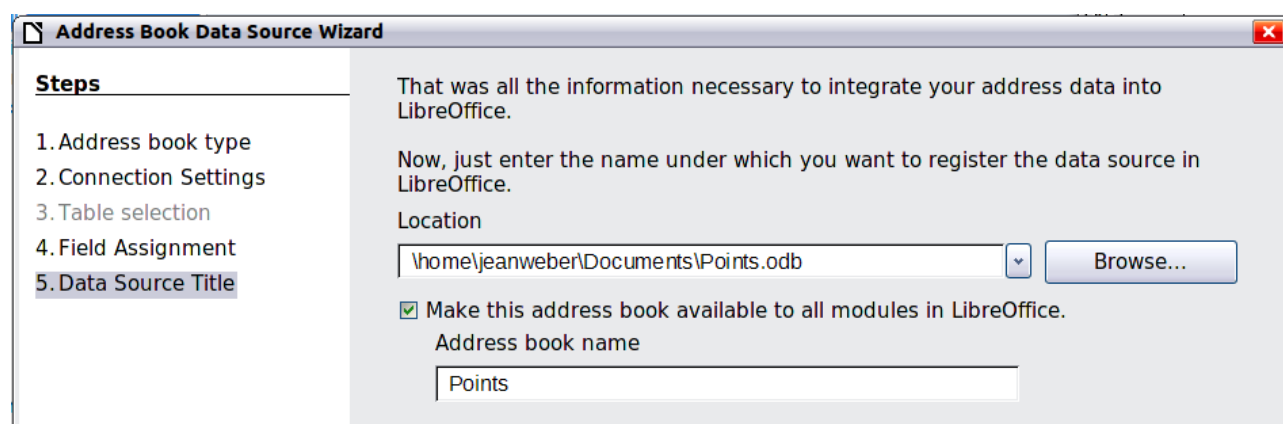 Address Book Data Source Wizard
Steps
1. Address book type
2. Connection Settings
3. Table selection
4. Field Assignment
5. Data Source Title
That was all the information necessary to integrate your address data into
LibreOffice.
Now, just enter the name under which you want to register the data source in
LibreOffice.
Location
\home\jeanweber\Documents\Points.odb
Browse...
Make this address book available to all modules in LibreOffice.
Address book name
Points